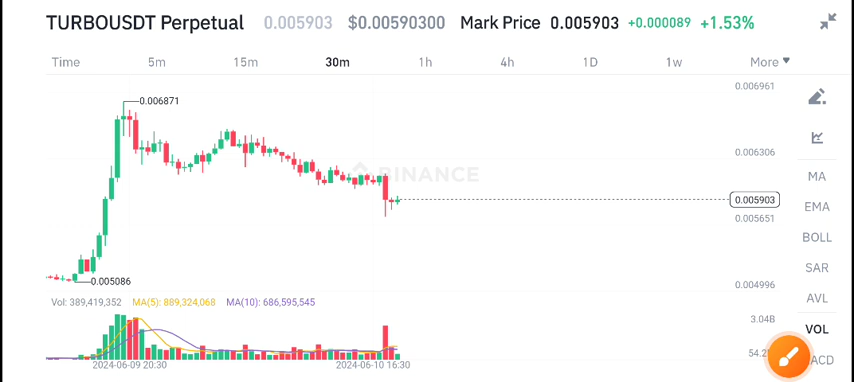 TURBOUSDT Perpetual 0.005903 $0.00590300 Mark Price 0.005903 +0.000089 +1.53%
Time 5m 15m 30m 1h 4h 1D 1w More
0.006961
0.006871
0.006306
BINANCE
MA
0.005903
EMA
0.005651
BOLL
SAR
0.005086
0.004996
AVL
Vol: 389,419,352 MA(5): 889,324,068 MA(10): 686,595,545
3.04B
VOL
54.2
ACD
2024-06-09 20:30 2024-06-10 16:30